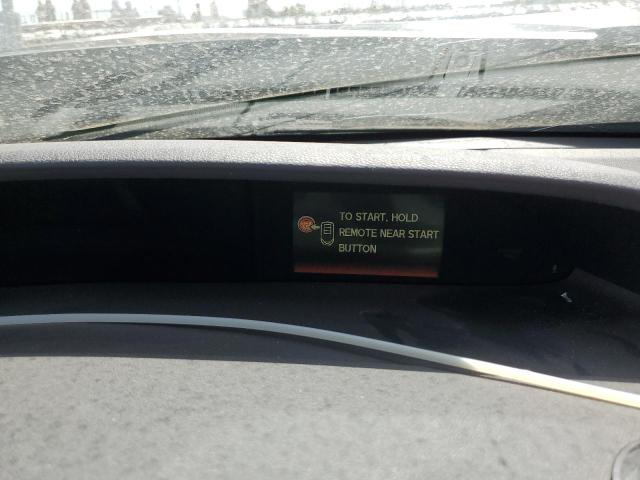 TO START, HOLD
REMOTE NEAR START
BUTTON